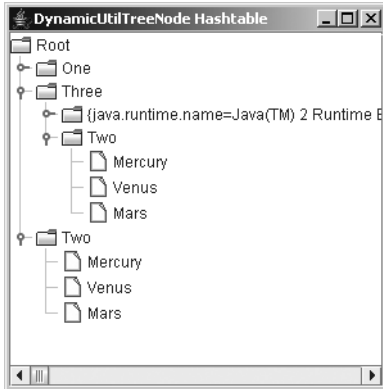 DynamicUtilTreeNode Hashtable
Root
One
Three
{java.runtime.name=Java(TM) 2 Runtime E
Two
Mercury
Venus
Mars
Two
Mercury
Venus
Mars